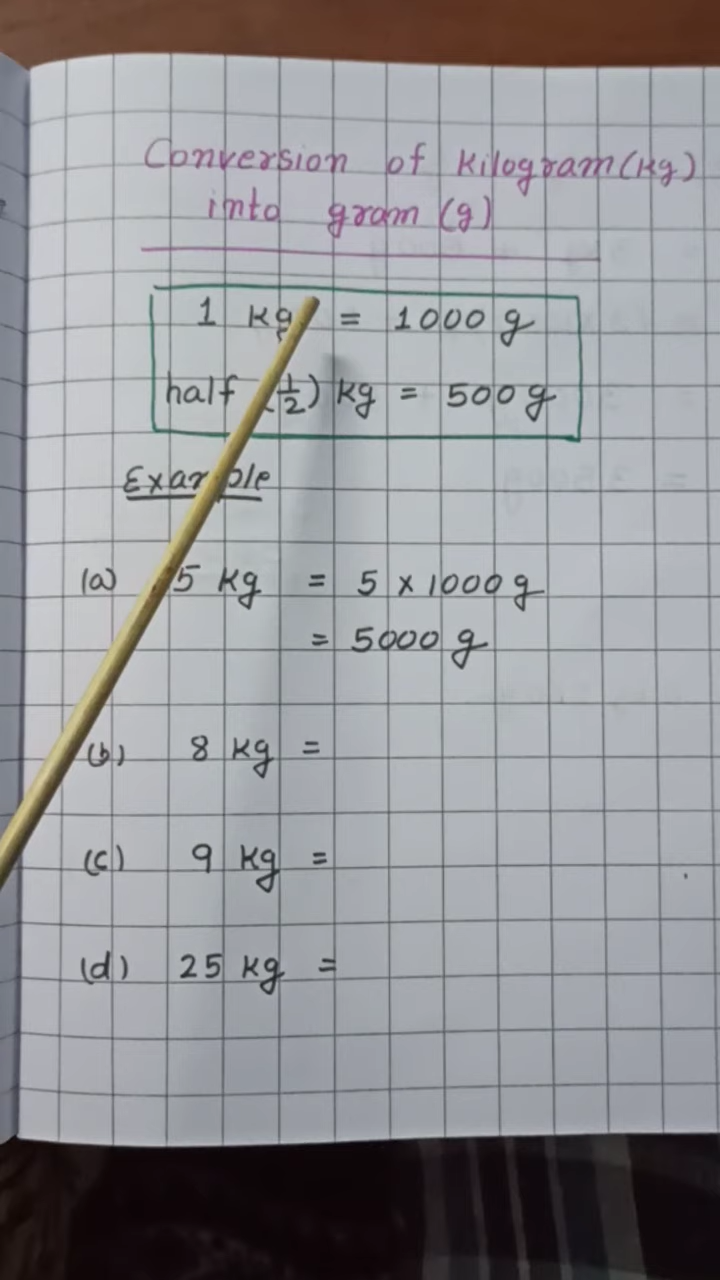 Conversion of Kilogram(Kg)
into gram (g)
1 Kg = 1000 g
half (1/2) Kg = 500 g
Example
(a) 5 Kg = 5 × 1000 g
= 5000 g
(b) 8 Kg =
(c) 9 Kg =
(d) 25 Kg =